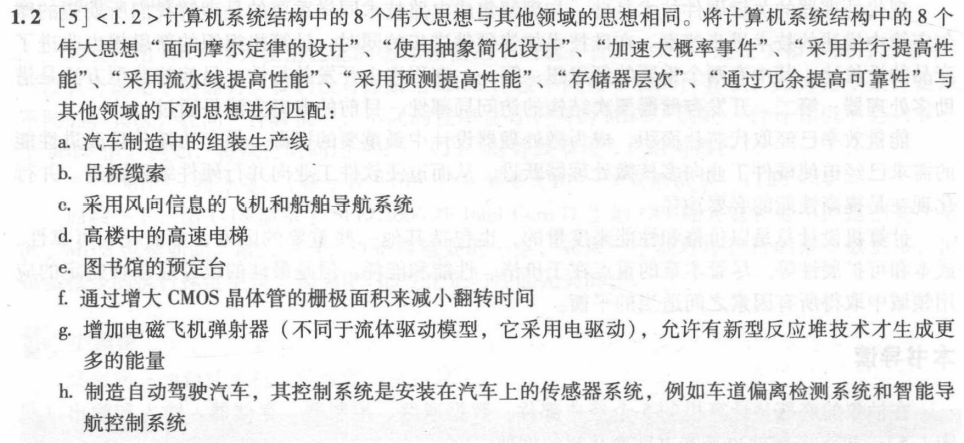 1.2 [5] <1.2>计算机系统结构中的8个伟大思想与其他领域的思想相同。将计算机系统结构中的8个
伟大思想“面向摩尔定律的设计”、“使用抽象简化设计”、“加速大概率事件”、“采用并行提高性
能”、“采用流水线提高性能”、“采用预测提高性能”、“存储器层次”、“通过冗余提高可靠性”与
其他领域的下列思想进行匹配：
a. 汽车制造中的组装生产线
b. 吊桥缆索
c. 采用风向信息的飞机和船舶导航系统
d. 高楼中的高速电梯
e. 图书馆的预定台
f. 通过增大 CMOS 晶体管的栅极面积来减小翻转时间
g. 增加电磁飞机弹射器（不同于流体驱动模型，它采用电驱动），允许有新型反应堆技术才生成更
多的能量
h. 制造自动驾驶汽车，其控制系统是安装在汽车上的传感器系统，例如车道偏离检测系统和智能导
航控制系统